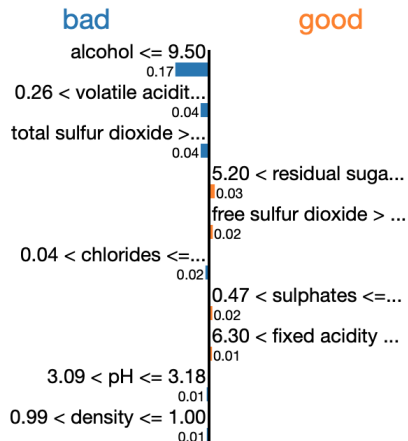 bad good
alcohol <= 9.50
0.17
0.26 < volatile acidit...
0.04
total sulfur dioxide >...
0.04
5.20 < residual suga...
0.03
free sulfur dioxide > ...
0.02
0.04 < chlorides <=...
0.02
0.47 < sulphates <=...
0.02
6.30 < fixed acidity ...
0.01
3.09 < pH <= 3.18
0.01
0.99 < density <= 1.00
0.01